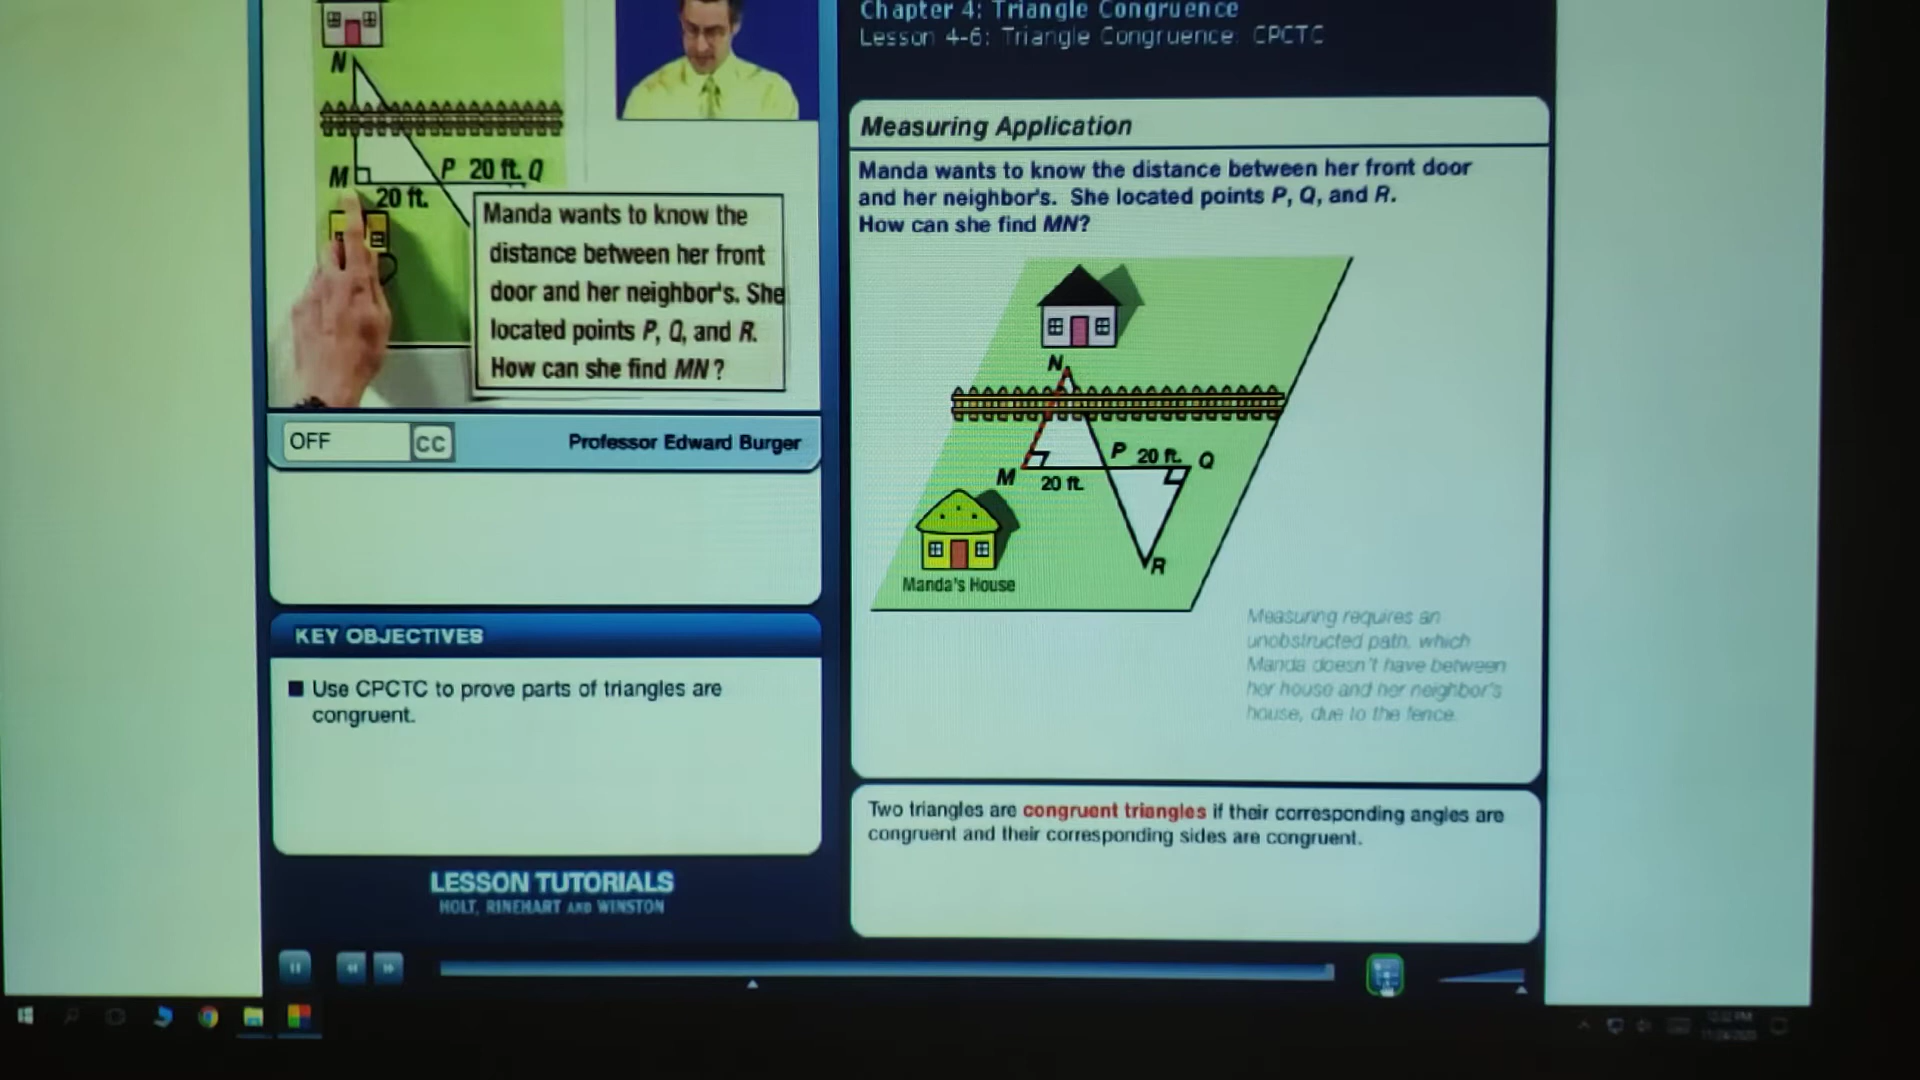 N
M
P 20 ft. Q
20 ft.
Manda wants to know the
distance between her front
door and her neighbor's. She
located points P, Q, and R.
How can she find MN?
OFF
CC
Professor Edward Burger
KEY OBJECTIVES
Use CPCTC to prove parts of triangles are
congruent.
LESSON TUTORIALS
HOLT, RINEHART AND WINSTON
Chapter 4: Triangle Congruence
Lesson 4-6: Triangle Congruence: CPCTC
Measuring Application
Manda wants to know the distance between her front door
and her neighbor's. She located points P, Q, and R.
How can she find MN?
N
P 20 ft. Q
M 20 ft.
R
Manda's House
Measuring requires an
unobstructed path, which
Manda doesn't have between
her house and her neighbor's
house, due to the fence.
Two triangles are congruent triangles if their corresponding angles are
congruent and their corresponding sides are congruent.